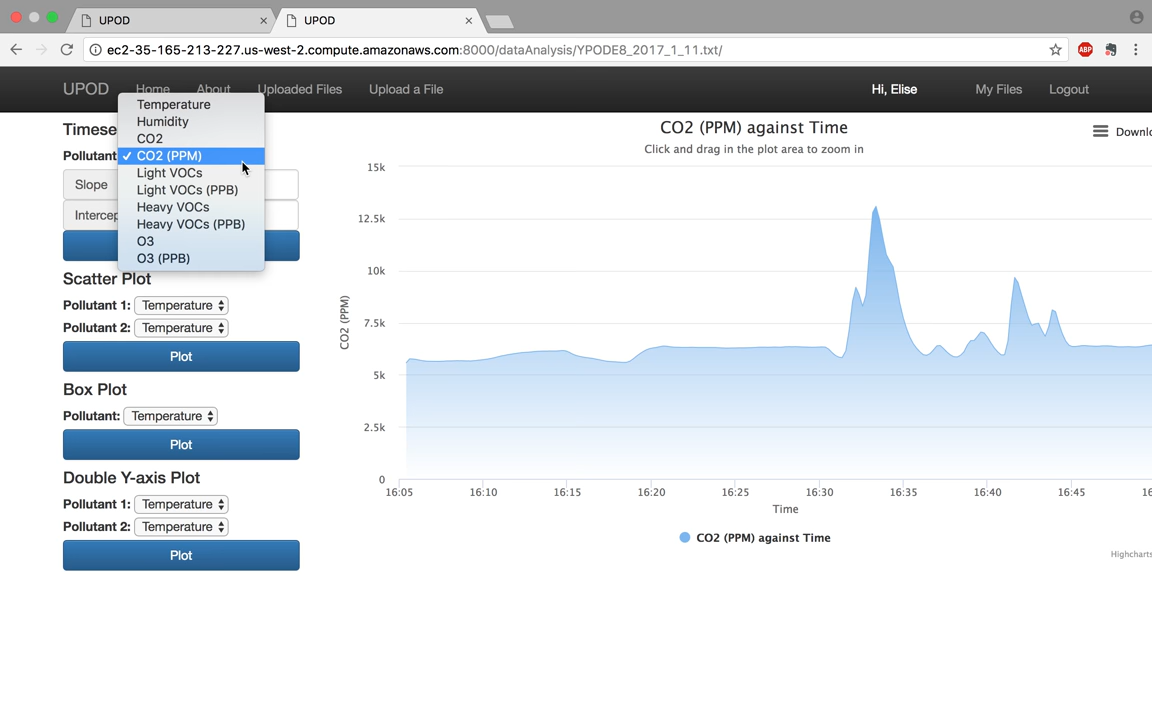 UPOD
UPOD
ec2-35-165-213-227.us-west-2.compute.amazonaws.com:8000/dataAnalysis/YPODE8_2017_1_11.txt/
ABP
UPOD Home About Uploaded Files Upload a File Hi, Elise My Files Logout
Temperature
Humidity
CO2
✓ CO2 (PPM)
Light VOCs
Light VOCs (PPB)
Heavy VOCs
Heavy VOCs (PPB)
O3
O3 (PPB)
Timese
Pollutant
Slope
Intercep
Scatter Plot
Pollutant 1: Temperature
Pollutant 2: Temperature
Plot
Box Plot
Pollutant: Temperature
Plot
Double Y-axis Plot
Pollutant 1: Temperature
Pollutant 2: Temperature
Plot
CO2 (PPM) against Time
Click and drag in the plot area to zoom in
Downlo
CO2 (PPM)
15k
12.5k
10k
7.5k
5k
2.5k
0
16:05 16:10 16:15 16:20 16:25 16:30 16:35 16:40 16:45 16
Time
CO2 (PPM) against Time
Highcharts